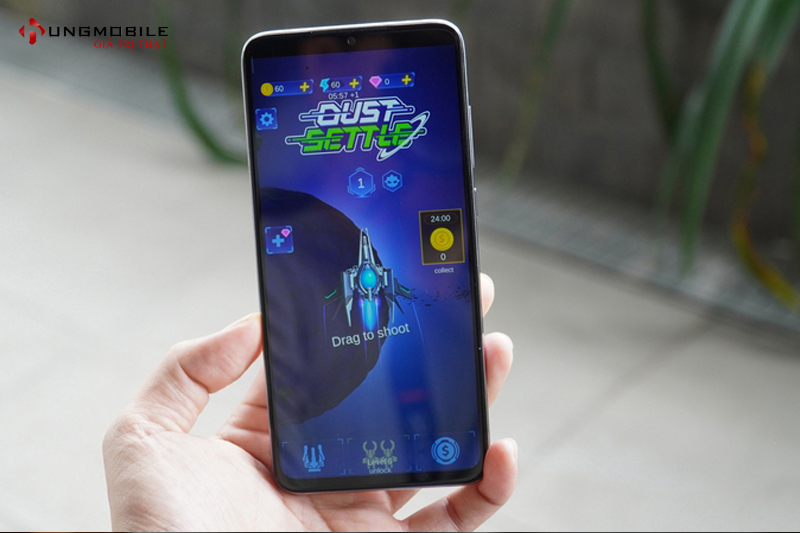 HUNGMOBILE
GIÁ RẺ THẬT
60
60
0
05:57 +1
DUST
SETTLE
1
24:00
0
collect
Drag to shoot
unlock